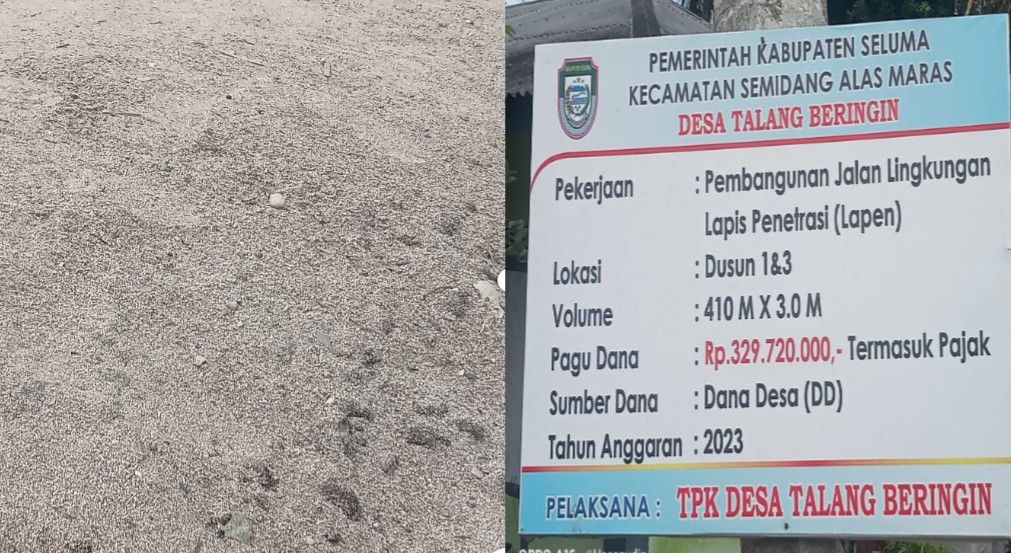 PEMERINTAH KABUPATEN SELUMA
KECAMATAN SEMIDANG ALAS MARAS
DESA TALANG BERINGIN
Pekerjaan : Pembangunan Jalan Lingkungan
Lapis Penetrasi (Lapen)
Lokasi : Dusun 1&3
Volume : 410 M X 3.0 M
Pagu Dana : Rp.329.720.000,- Termasuk Pajak
Sumber Dana : Dana Desa (DD)
Tahun Anggaran : 2023
PELAKSANA : TPK DESA TALANG BERINGIN